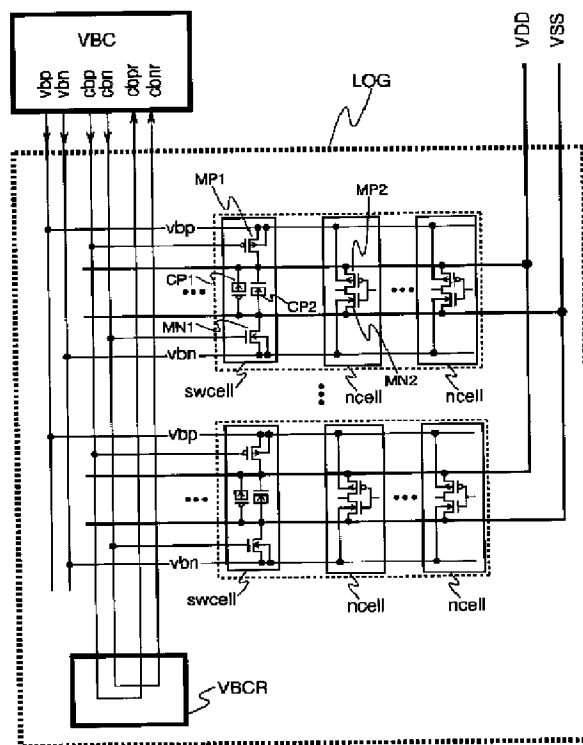 VBC
vbp vbn cbp cbn cbpr cbnr
VDD VSS
LOG
MP1
vbp
MP2
CP1
CP2
MN1
vbn
MN2
swcell ncell ncell
vbp
vbn
swcell ncell ncell
VBCR